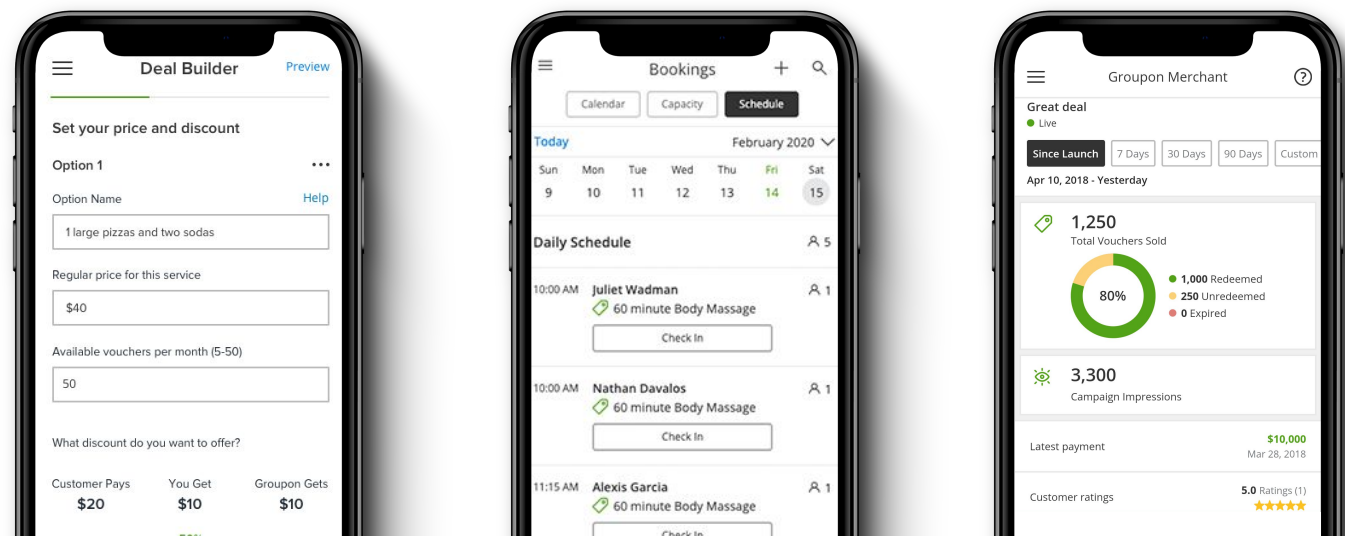 Deal Builder Preview
Set your price and discount
Option 1
Option Name Help
1 large pizzas and two sodas
Regular price for this service
$40
Available vouchers per month (5-50)
50
What discount do you want to offer?
Customer Pays You Get Groupon Gets
$20 $10 $10
Bookings
Calendar Capacity Schedule
Today February 2020
Sun Mon Tue Wed Thu Fri Sat
9 10 11 12 13 14 15
Daily Schedule 5
10:00 AM Juliet Wadman 1
60 minute Body Massage
Check In
10:00 AM Nathan Davalos 1
60 minute Body Massage
Check In
11:15 AM Alexis Garcia 1
60 minute Body Massage
Check In
Groupon Merchant ?
Great deal
Live
Since Launch 7 Days 30 Days 90 Days Custom
Apr 10, 2018 - Yesterday
1,250
Total Vouchers Sold
80%
1,000 Redeemed
250 Unredeemed
0 Expired
3,300
Campaign Impressions
Latest payment $10,000
Mar 28, 2018
Customer ratings 5.0 Ratings (1)